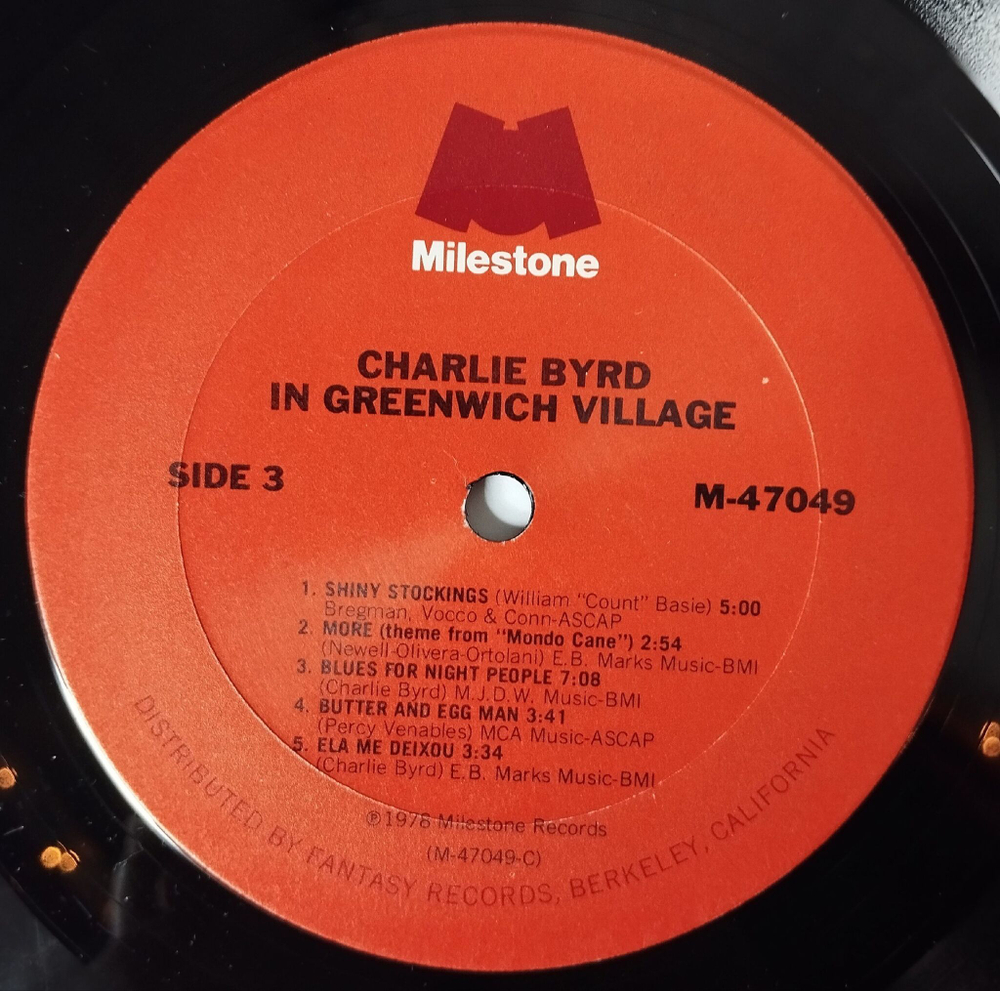 Milestone
CHARLIE BYRD
IN GREENWICH VILLAGE
SIDE 3
M-47049
1. SHINY STOCKINGS (William "Count" Basie) 5:00
Bregman, Vocco & Conn-ASCAP
2. MORE (theme from "Mondo Cane") 2:54
(Newell-Olivera-Ortolani) E.B. Marks Music-BMI
3. BLUES FOR NIGHT PEOPLE 7:08
(Charlie Byrd) M.J.D.W. Music-BMI
4. BUTTER AND EGG MAN 3:41
(Percy Venables) MCA Music-ASCAP
5. ELA ME DEIXOU 3:34
(Charlie Byrd) E.B. Marks Music-BMI
℗1978 Milestone Records
(M-47049-C)
DISTRIBUTED BY FANTASY RECORDS, BERKELEY, CALIFORNIA